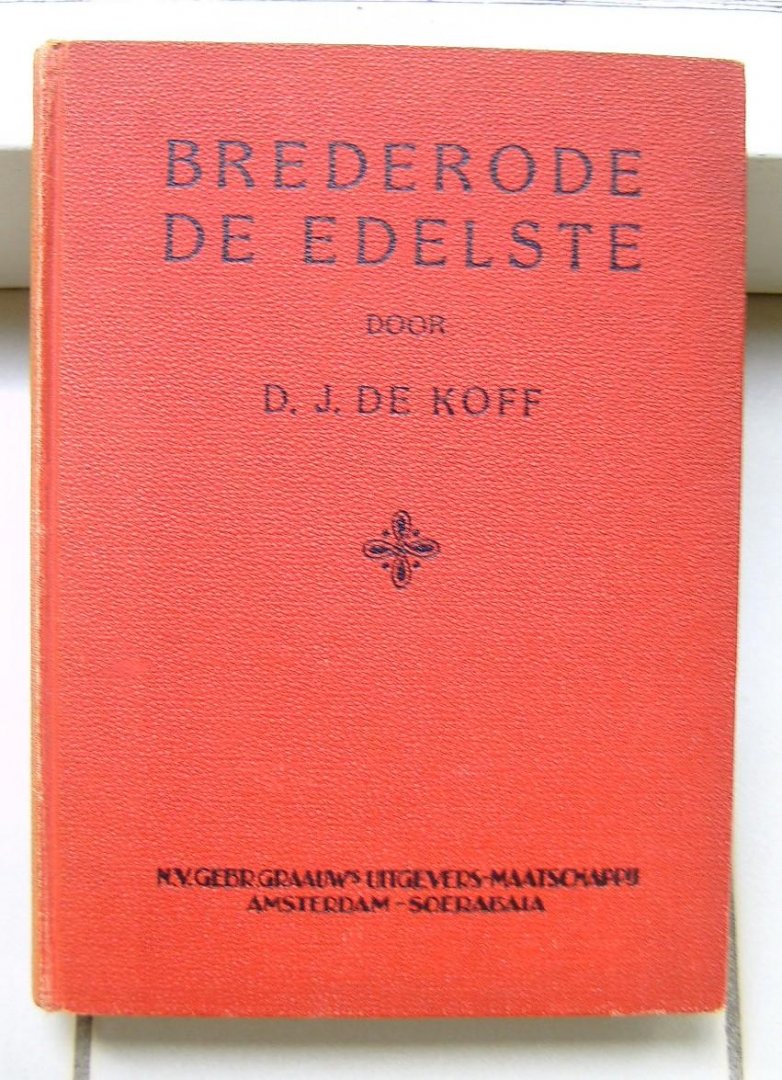 BREDERODE
DE EDELSTE
DOOR
D. J. DE KOFF
N.V. GEBR. GRAAUW'S UITGEVERS-MAATSCHAPPIJ
AMSTERDAM - SOERABAIA